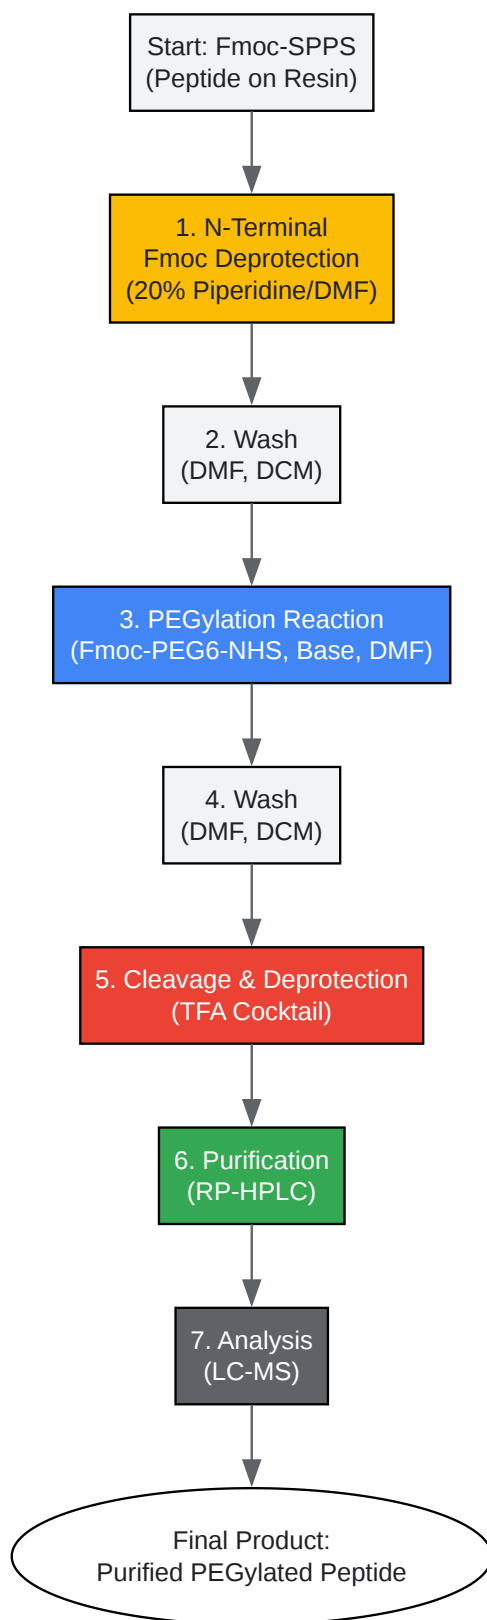 Start: Fmoc-SPPS
(Peptide on Resin)
1. N-Terminal
Fmoc Deprotection
(20% Piperidine/DMF)
2. Wash
(DMF, DCM)
3. PEGylation Reaction
(Fmoc-PEG6-NHS, Base, DMF)
4. Wash
(DMF, DCM)
5. Cleavage & Deprotection
(TFA Cocktail)
6. Purification
(RP-HPLC)
7. Analysis
(LC-MS)
Final Product:
Purified PEGylated Peptide